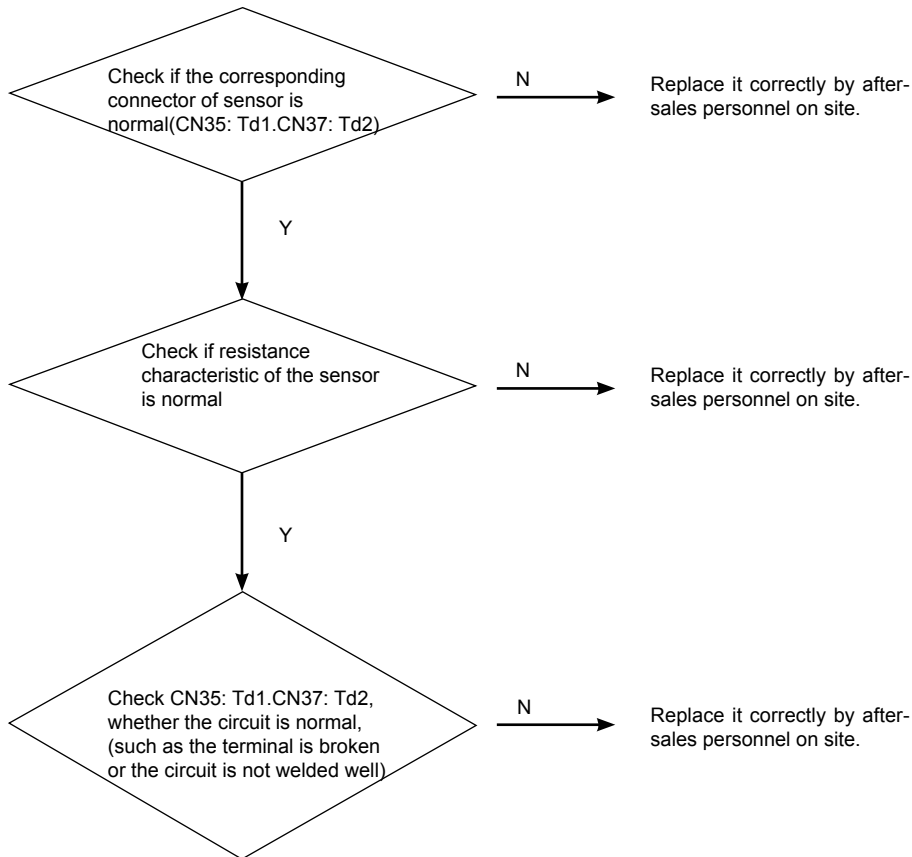 Check if the corresponding
connector of sensor is
normal(CN35: Td1.CN37: Td2)
N
Replace it correctly by after-
sales personnel on site.
Y
Check if resistance
characteristic of the sensor
is normal
N
Replace it correctly by after-
sales personnel on site.
Y
Check CN35: Td1.CN37: Td2,
whether the circuit is normal,
(such as the terminal is broken
or the circuit is not welded well)
N
Replace it correctly by after-
sales personnel on site.